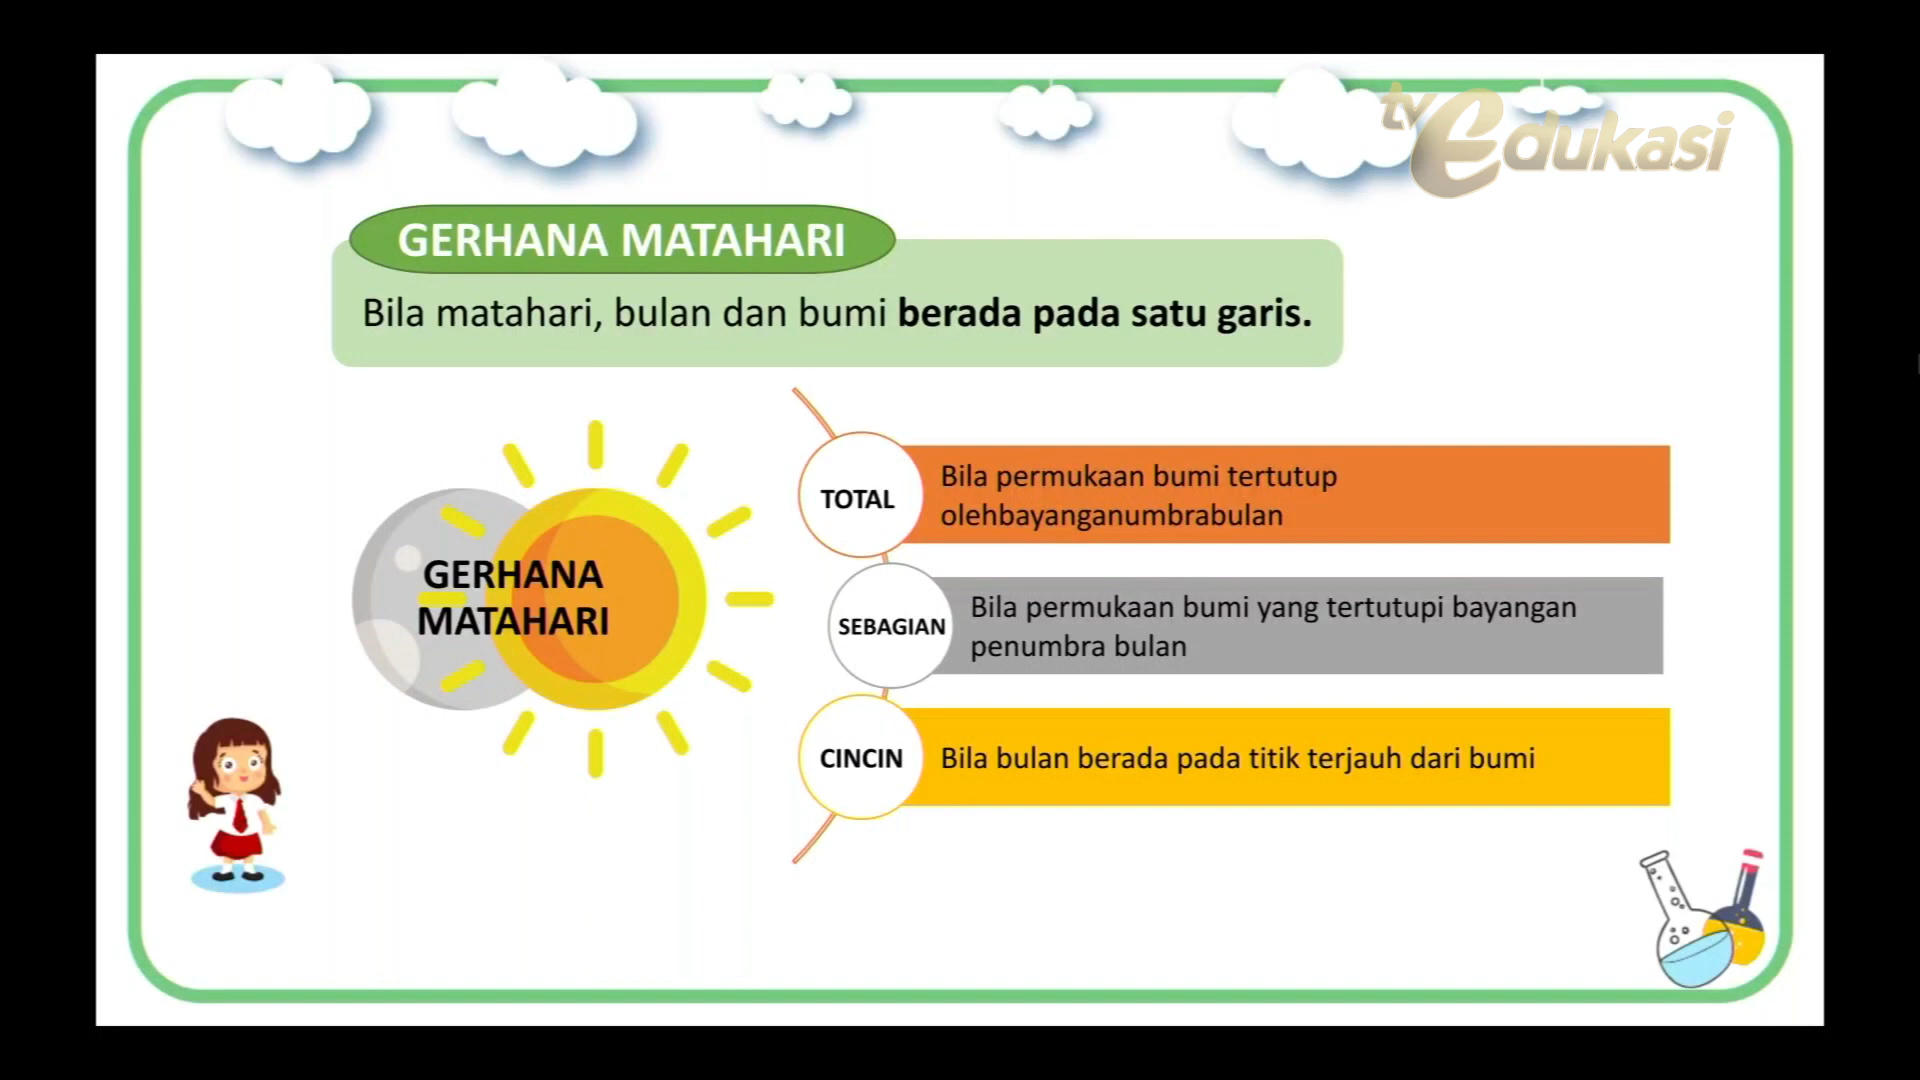 tv edukasi
GERHANA MATAHARI
Bila matahari, bulan dan bumi berada pada satu garis.
GERHANA
MATAHARI
TOTAL
Bila permukaan bumi tertutup
olehbayanganumbrabulan
SEBAGIAN
Bila permukaan bumi yang tertutupi bayangan
penumbra bulan
CINCIN
Bila bulan berada pada titik terjauh dari bumi